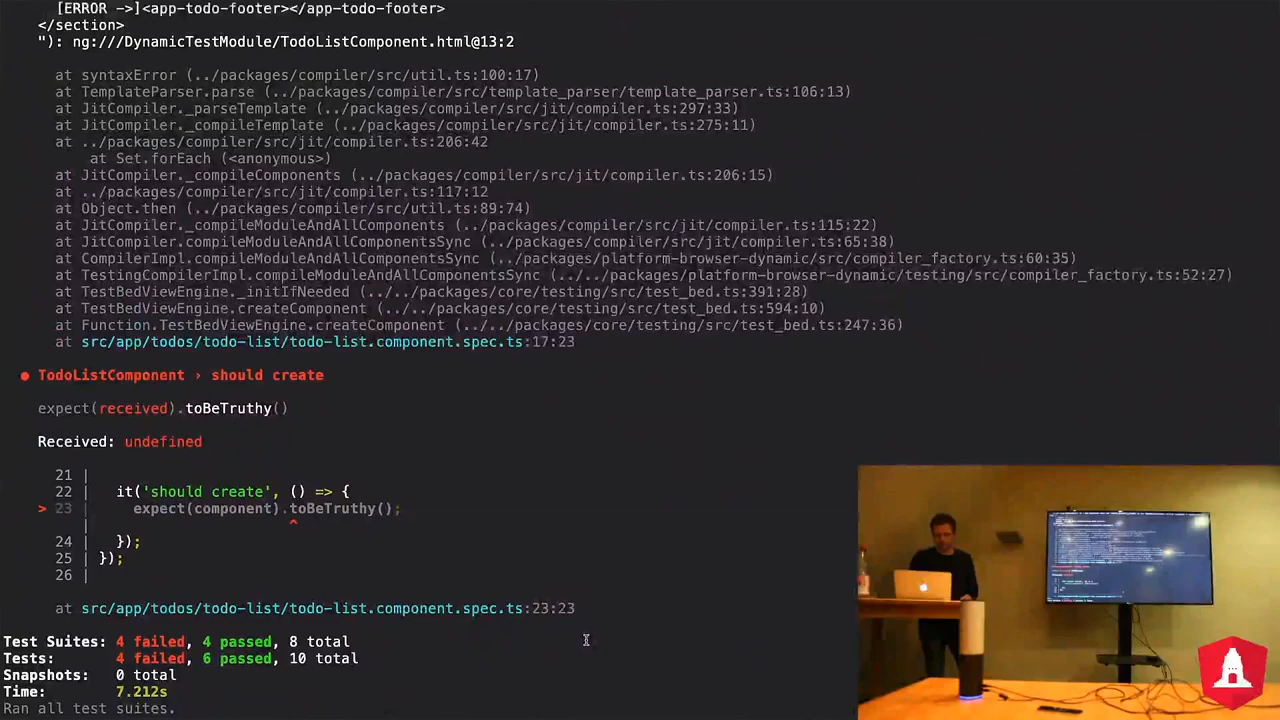 [ERROR ->]<app-todo-footer></app-todo-footer>
</section>
"): ng:///DynamicTestModule/TodoListComponent.html@13:2
at syntaxError (../packages/compiler/src/util.ts:100:17)
at TemplateParser.parse (../packages/compiler/src/template_parser/template_parser.ts:106:13)
at JitCompiler._parseTemplate (../packages/compiler/src/jit/compiler.ts:297:33)
at JitCompiler._compileTemplate (../packages/compiler/src/jit/compiler.ts:275:11)
at ../packages/compiler/src/jit/compiler.ts:206:42
at Set.forEach (<anonymous>)
at JitCompiler._compileComponents (../packages/compiler/src/jit/compiler.ts:206:15)
at ../packages/compiler/src/jit/compiler.ts:117:12
at Object.then (../packages/compiler/src/util.ts:89:74)
at JitCompiler._compileModuleAndAllComponents (../packages/compiler/src/jit/compiler.ts:115:22)
at JitCompiler.compileModuleAndAllComponentsSync (../packages/compiler/src/jit/compiler.ts:65:38)
at CompilerImpl.compileModuleAndAllComponentsSync (../packages/platform-browser-dynamic/src/compiler_factory.ts:60:35)
at TestingCompilerImpl.compileModuleAndAllComponentsSync (../../packages/platform-browser-dynamic/testing/src/compiler_factory.ts:52:27)
at TestBedViewEngine._initIfNeeded (../../packages/core/testing/src/test_bed.ts:391:28)
at TestBedViewEngine.createComponent (../../packages/core/testing/src/test_bed.ts:594:10)
at Function.TestBedViewEngine.createComponent (../../packages/core/testing/src/test_bed.ts:247:36)
at src/app/todos/todo-list/todo-list.component.spec.ts:17:23
● TodoListComponent › should create
expect(received).toBeTruthy()
Received: undefined
21 |
22 | it('should create', () => {
> 23 | expect(component).toBeTruthy();
| ^
24 | });
25 | });
26 |
at src/app/todos/todo-list/todo-list.component.spec.ts:23:23
Test Suites: 4 failed, 4 passed, 8 total
Tests: 4 failed, 6 passed, 10 total
Snapshots: 0 total
Time: 7.212s
Ran all test suites.